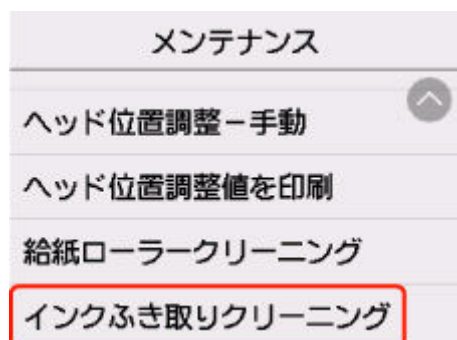 メンテナンス
ヘッド位置調整－手動
ヘッド位置調整値を印刷
給紙ローラークリーニング
インクふき取りクリーニング